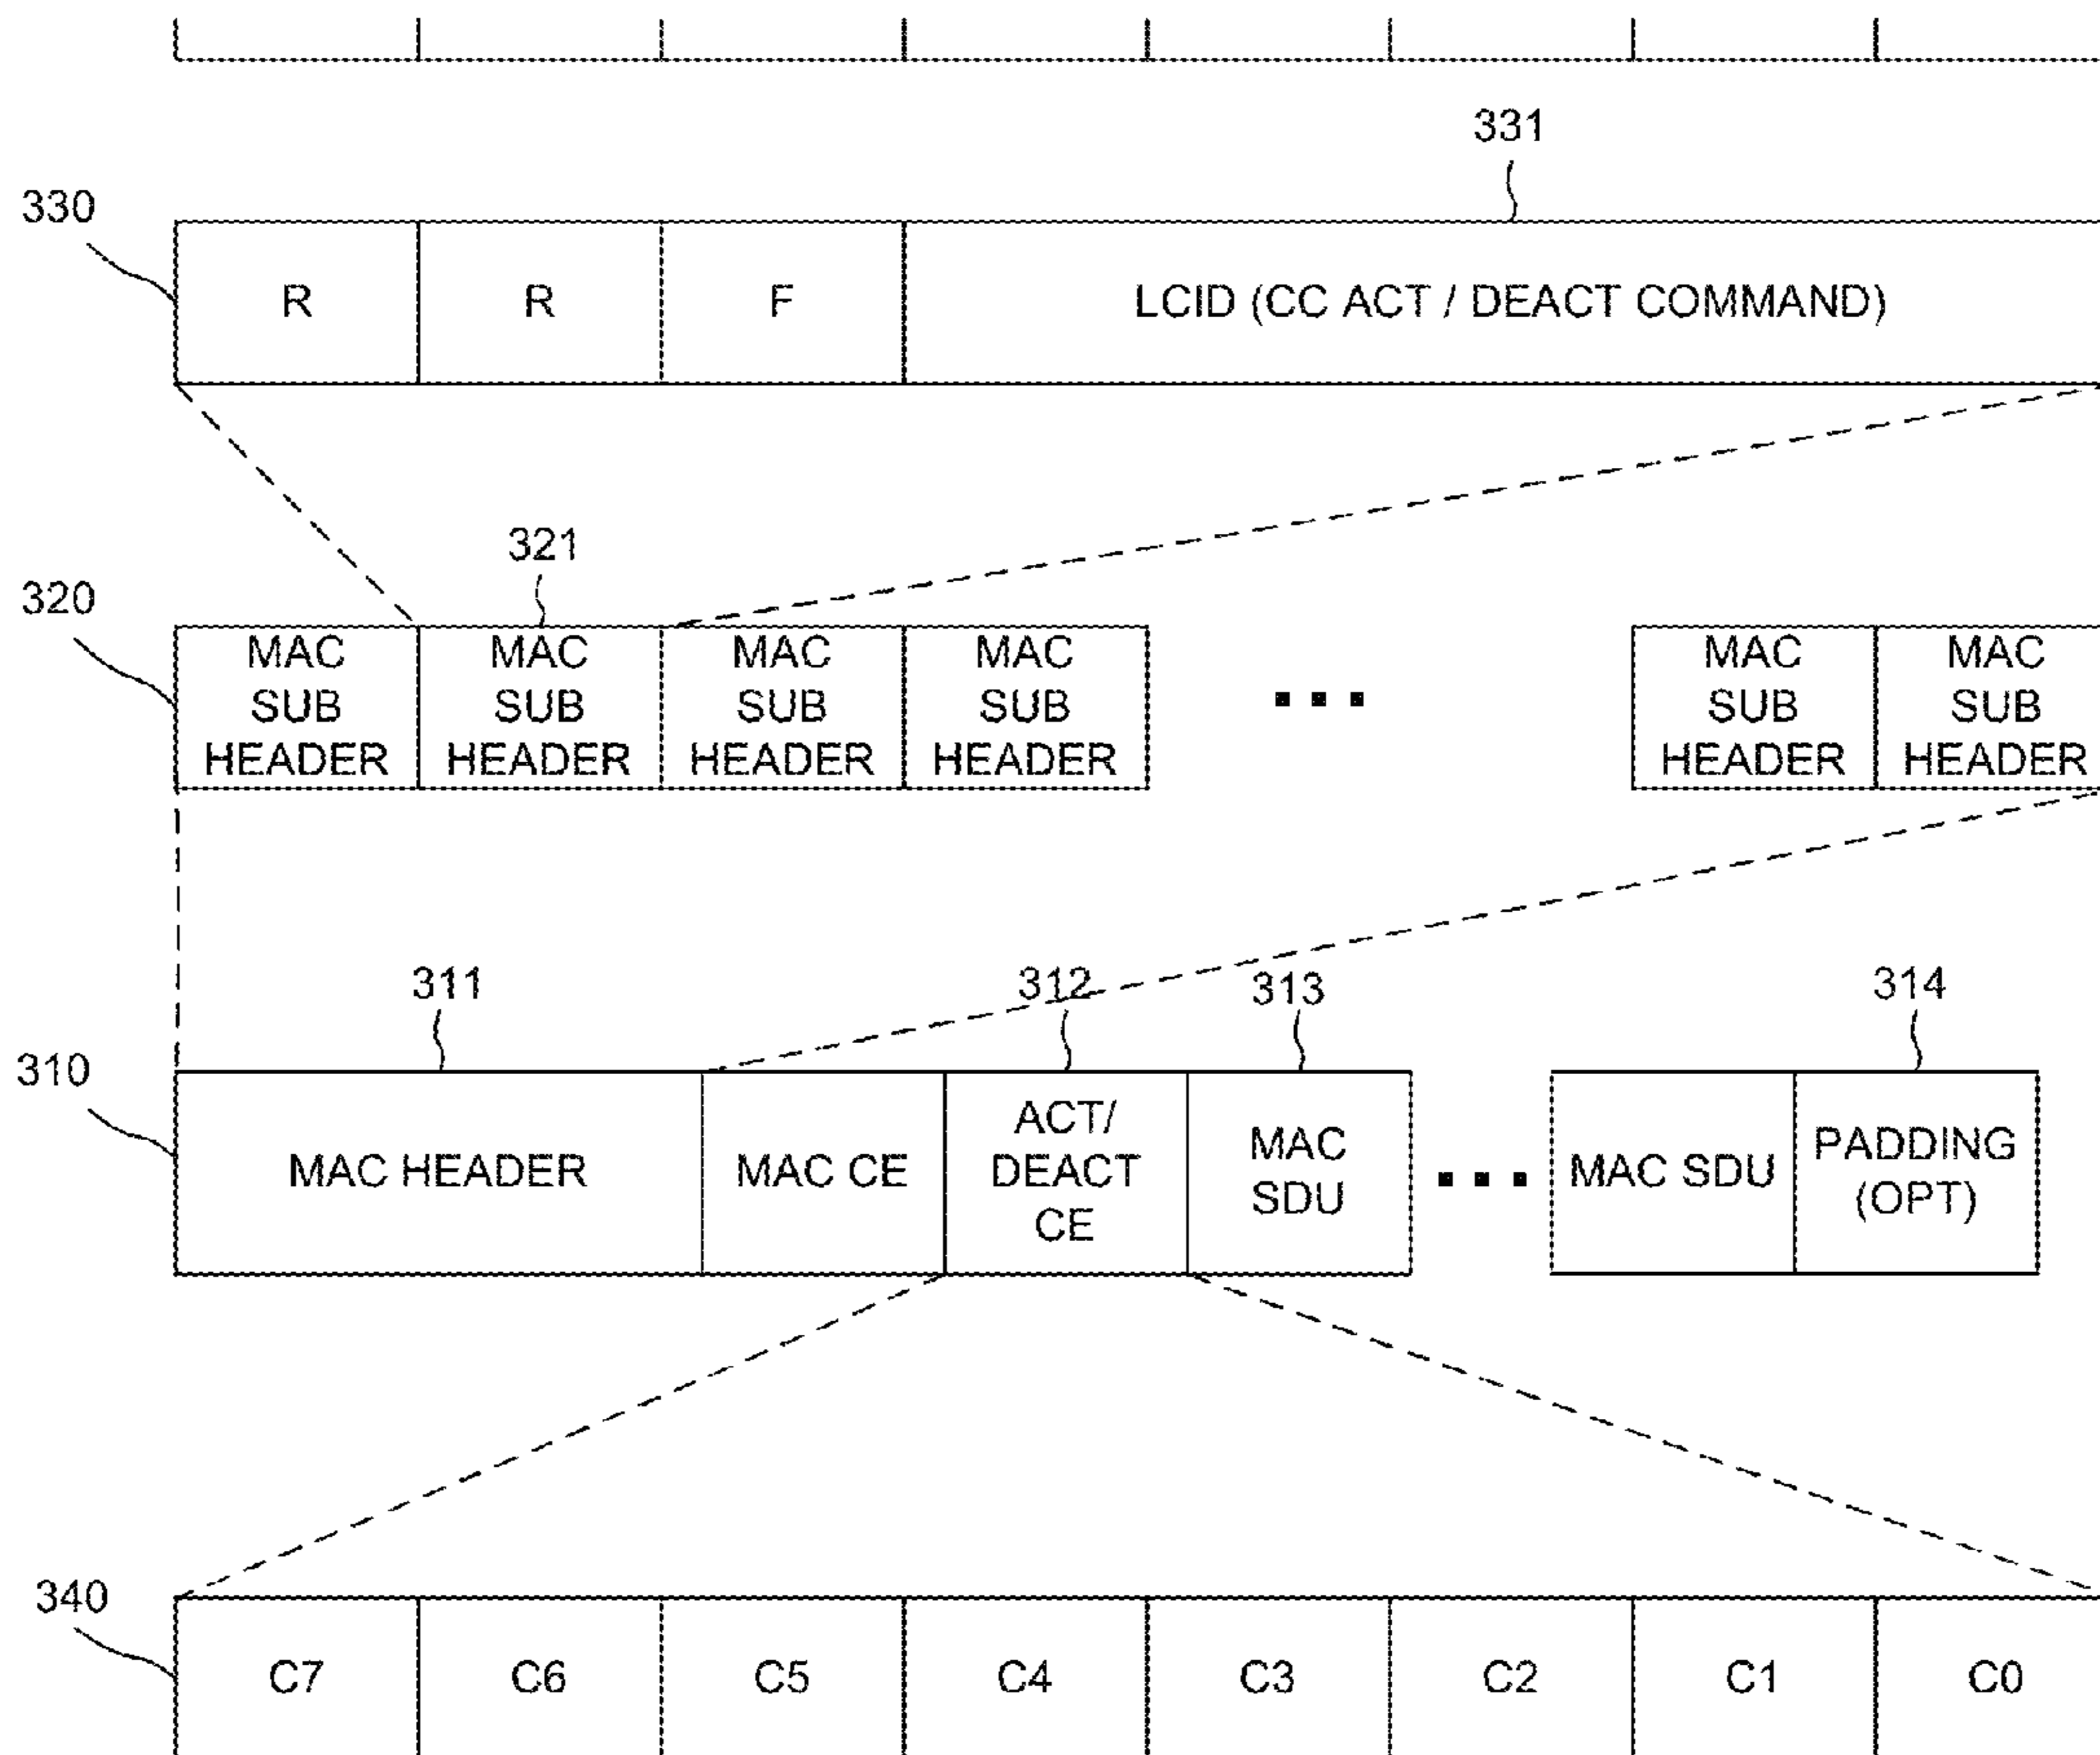 331
330
R R F LCID (CC ACT / DEACT COMMAND)
321
320
MAC MAC MAC MAC MAC MAC
SUB SUB SUB SUB SUB SUB
HEADER HEADER HEADER HEADER HEADER HEADER
311 312 313 314
310
MAC HEADER
MAC CE
ACT/
DEACT
CE
MAC
SDU
MAC SDU
PADDING
(OPT)
340
C7 C6 C5 C4 C3 C2 C1 C0